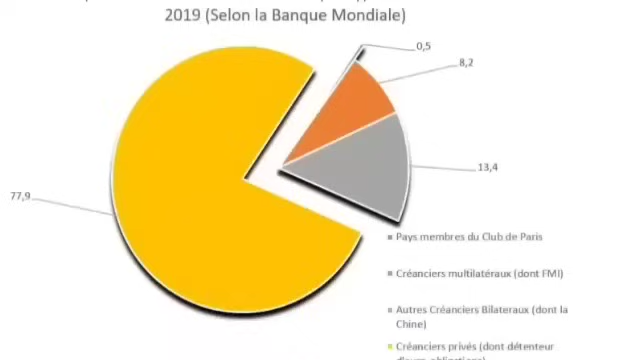 2019 (Selon la Banque Mondiale)
0,5
8,2
13,4
77,9
Pays membres du Club de Paris
Créanciers multilatéraux (dont FMI)
Autres Créanciers Bilateraux (dont la
Chine)
Créanciers privés (dont détenteur